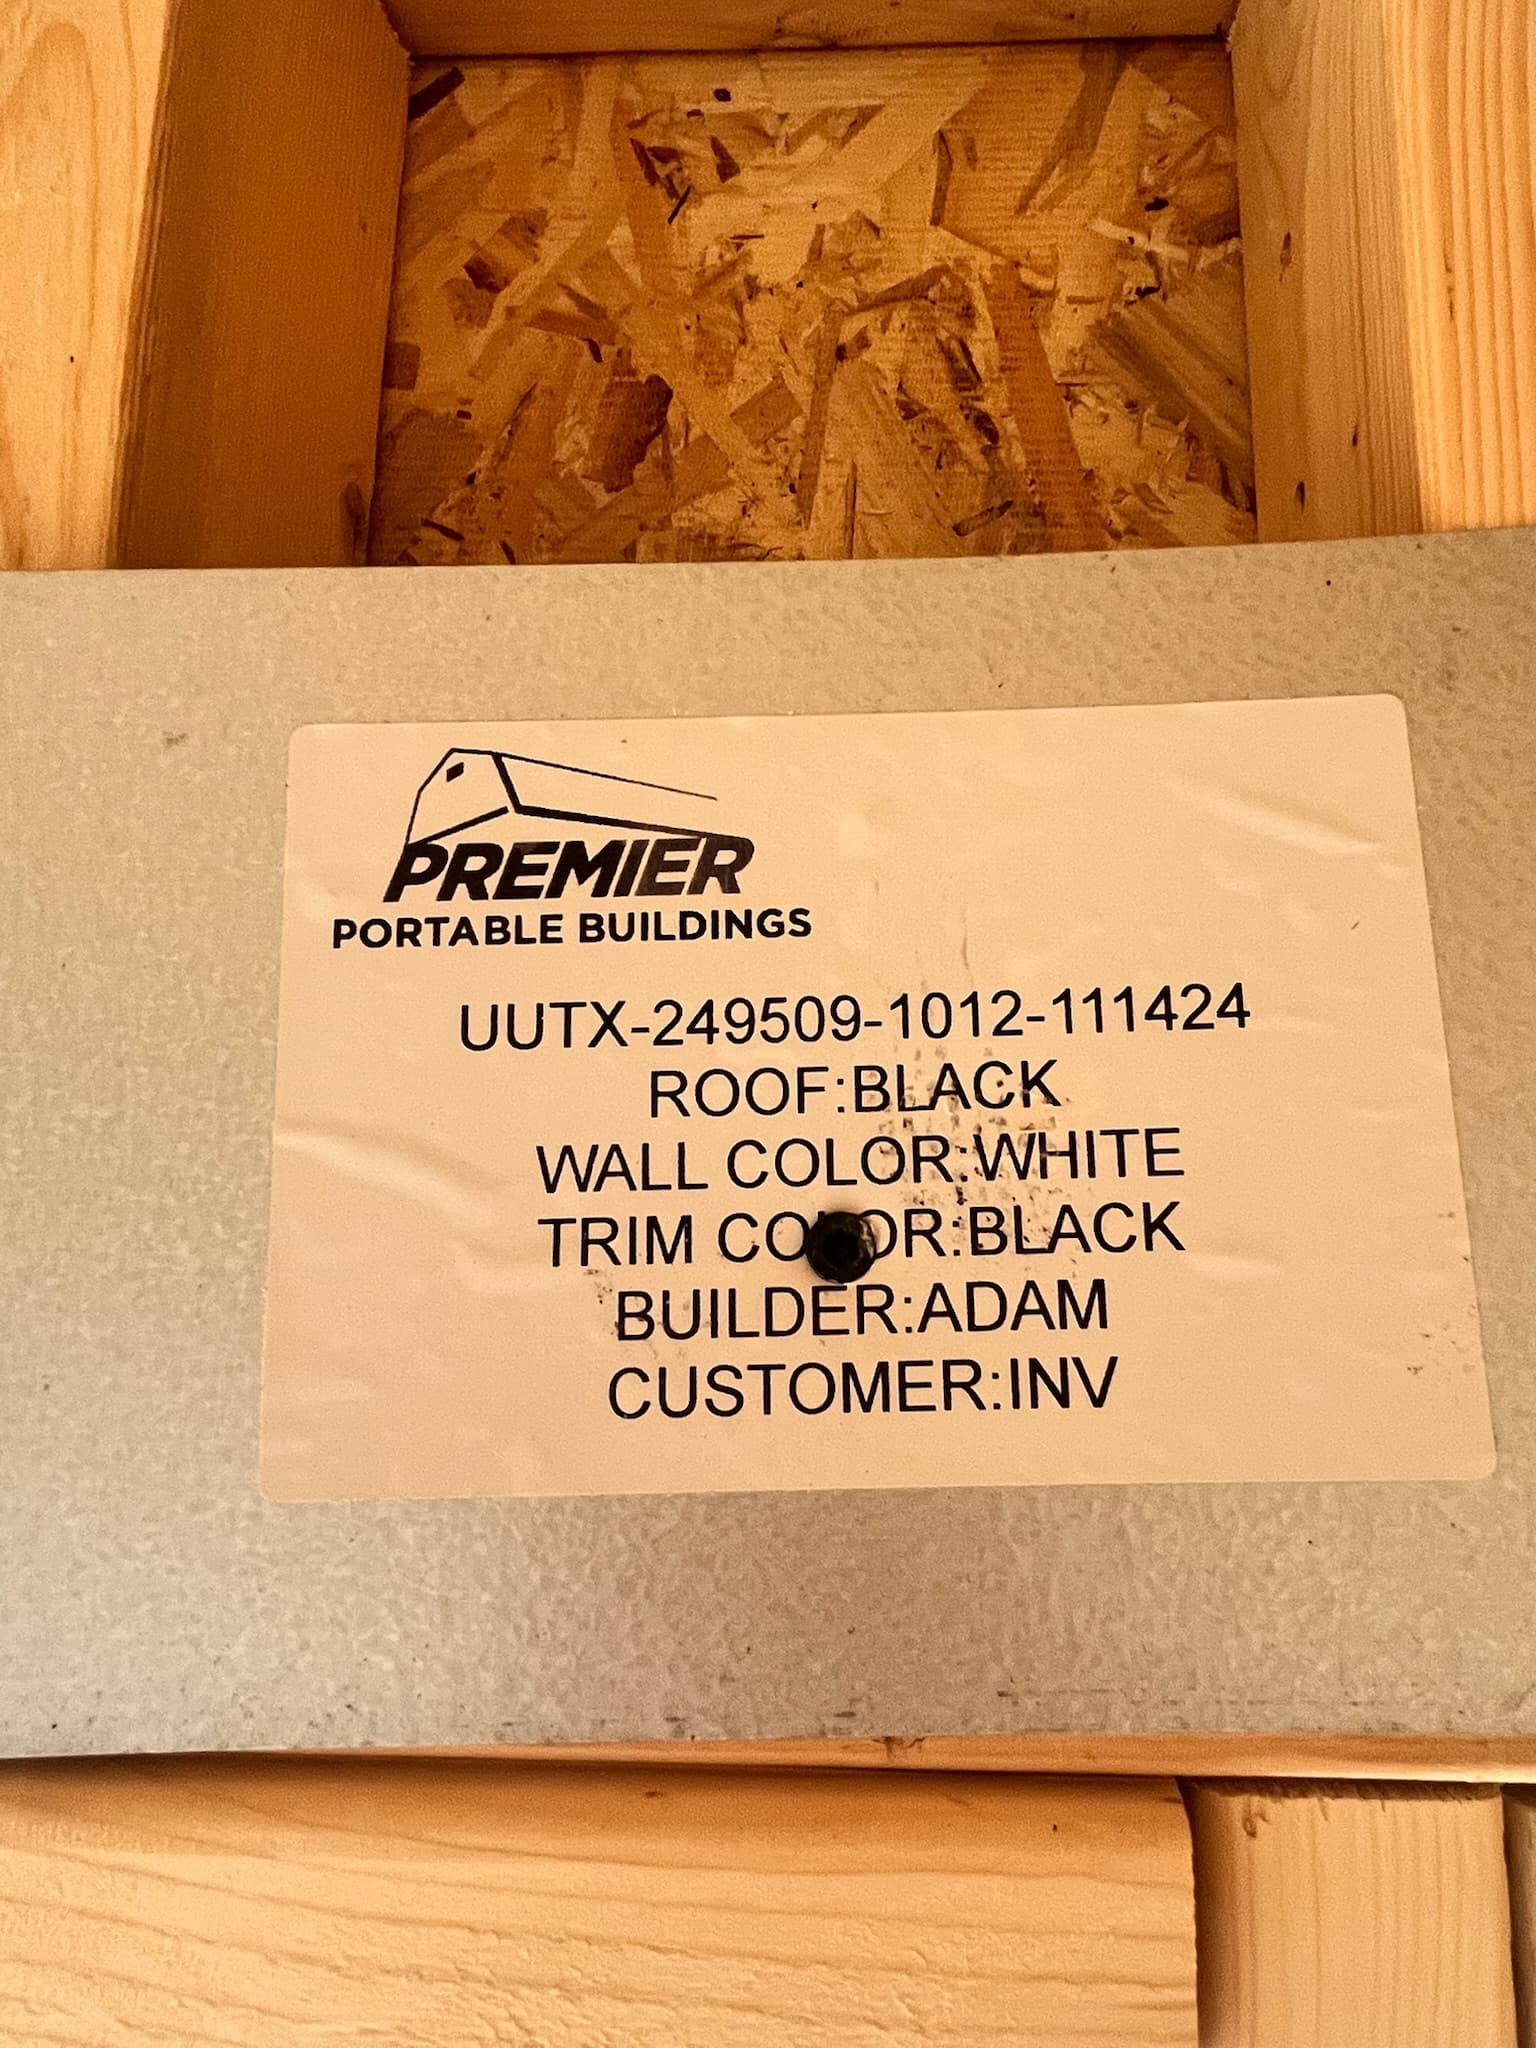 PREMIER
PORTABLE BUILDINGS
UUTX-249509-1012-111424
ROOF:BLACK
WALL COLOR:WHITE
TRIM COLOR:BLACK
BUILDER:ADAM
CUSTOMER:INV